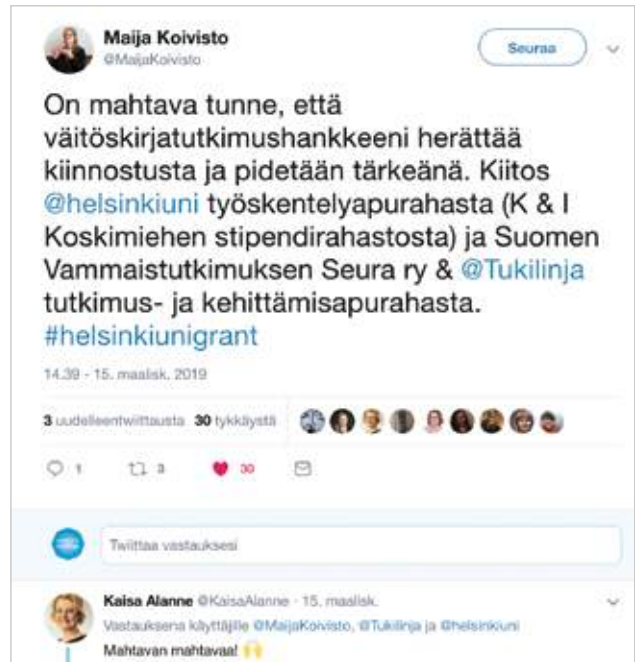 Maija Koivisto
@MaijaKoivisto
Seuraa
On mahtava tunne, että
väitöskirjatutkimushankkeeni herättää
kiinnostusta ja pidetään tärkeänä. Kiitos
@helsinkiuni työskentelyapurahasta (K & I
Koskimiehen stipendirahastosta) ja Suomen
Vammaistutkimuksen Seura ry & @Tukilinja
tutkimus- ja kehittämisapurahasta.
#helsinkiunigrant
14.39 - 15. maalisk. 2019
3 uudelleentwiittausta 30 tykkäystä
1 3 30
Twiittaa vastauksesi
Kaisa Alanne @KaisaAlanne · 15. maalisk.
Vastauksena käyttäjille @MaijaKoivisto, @Tukilinja ja @helsinkiuni
Mahtavan mahtavaa! 🙌